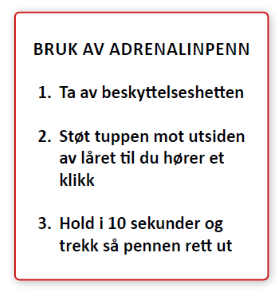 BRUK AV ADRENALINPENN
1. Ta av beskyttelseshetten
2. Støt tuppen mot utsiden
av låret til du hører et
klikk
3. Hold i 10 sekunder og
trekk så pennen rett ut